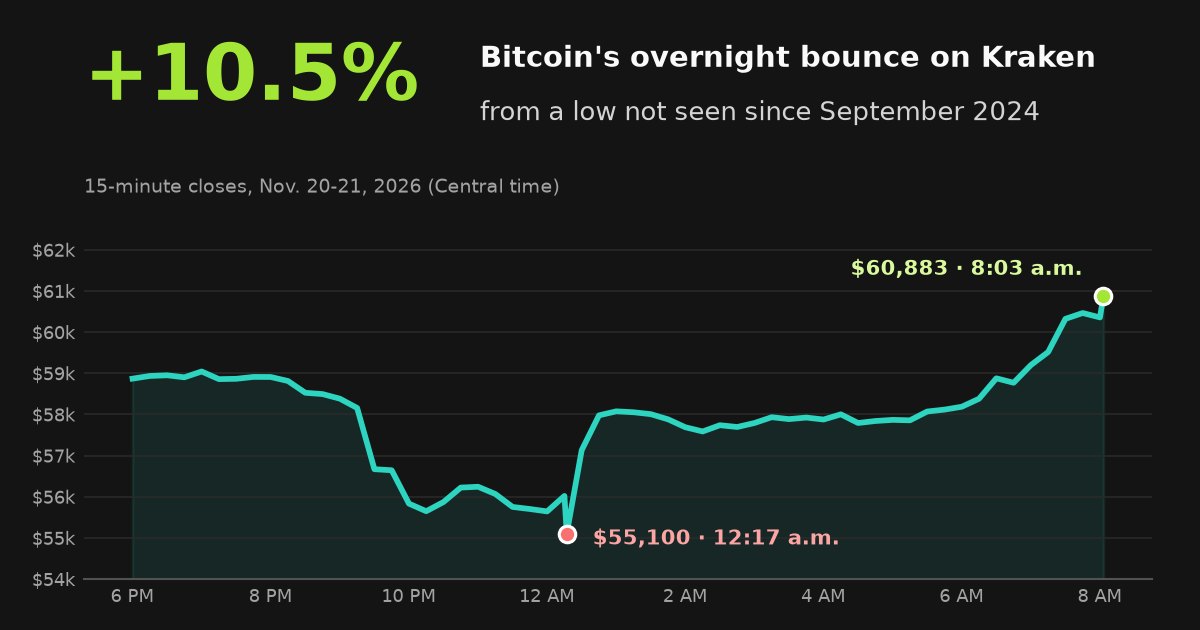 +10.5%
Bitcoin's overnight bounce on Kraken
from a low not seen since September 2024
15-minute closes, Nov. 20-21, 2026 (Central time)
$62k
$60,883 · 8:03 a.m.
$61k
$60k
$59k
$58k
$57k
$56k
$55k
$55,100 · 12:17 a.m.
$54k
6 PM
8 PM
10 PM
12 AM
2 AM
4 AM
6 AM
8 AM